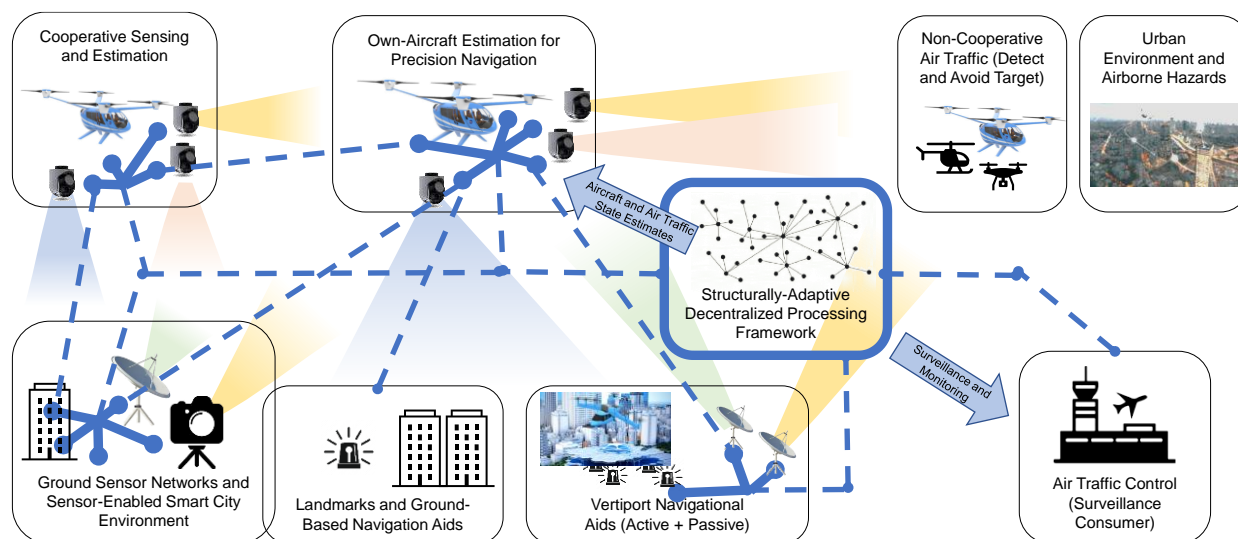 Cooperative Sensing
and Estimation
Own-Aircraft Estimation for
Precision Navigation
Non-Cooperative
Air Traffic (Detect
and Avoid Target)
Urban
Environment and
Airborne Hazards
Aircraft and Air Traffic
State Estimates
Structurally-Adaptive
Decentralized Processing
Framework
Surveillance and
Monitoring
Ground Sensor Networks and
Sensor-Enabled Smart City
Environment
Landmarks and Ground-
Based Navigation Aids
Vertiport Navigational
Aids (Active + Passive)
Air Traffic Control
(Surveillance
Consumer)